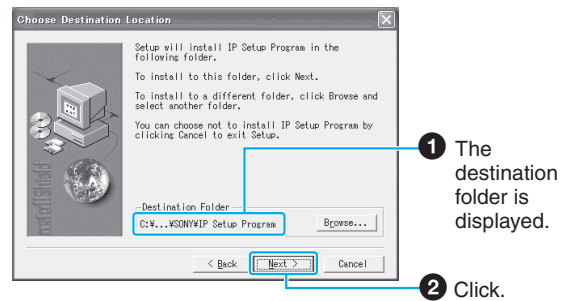 Choose Destination Location
Setup will install IP Setup Program in the
following folder.
To install to this folder, click Next.
To install to a different folder, click Browse and
select another folder.
You can choose not to install IP Setup Program by
clicking Cancel to exit Setup.
InstallShield
Destination Folder
C:¥...¥SONY¥IP Setup Program
Browse...
< Back
Next >
Cancel
1 The
destination
folder is
displayed.
2 Click.